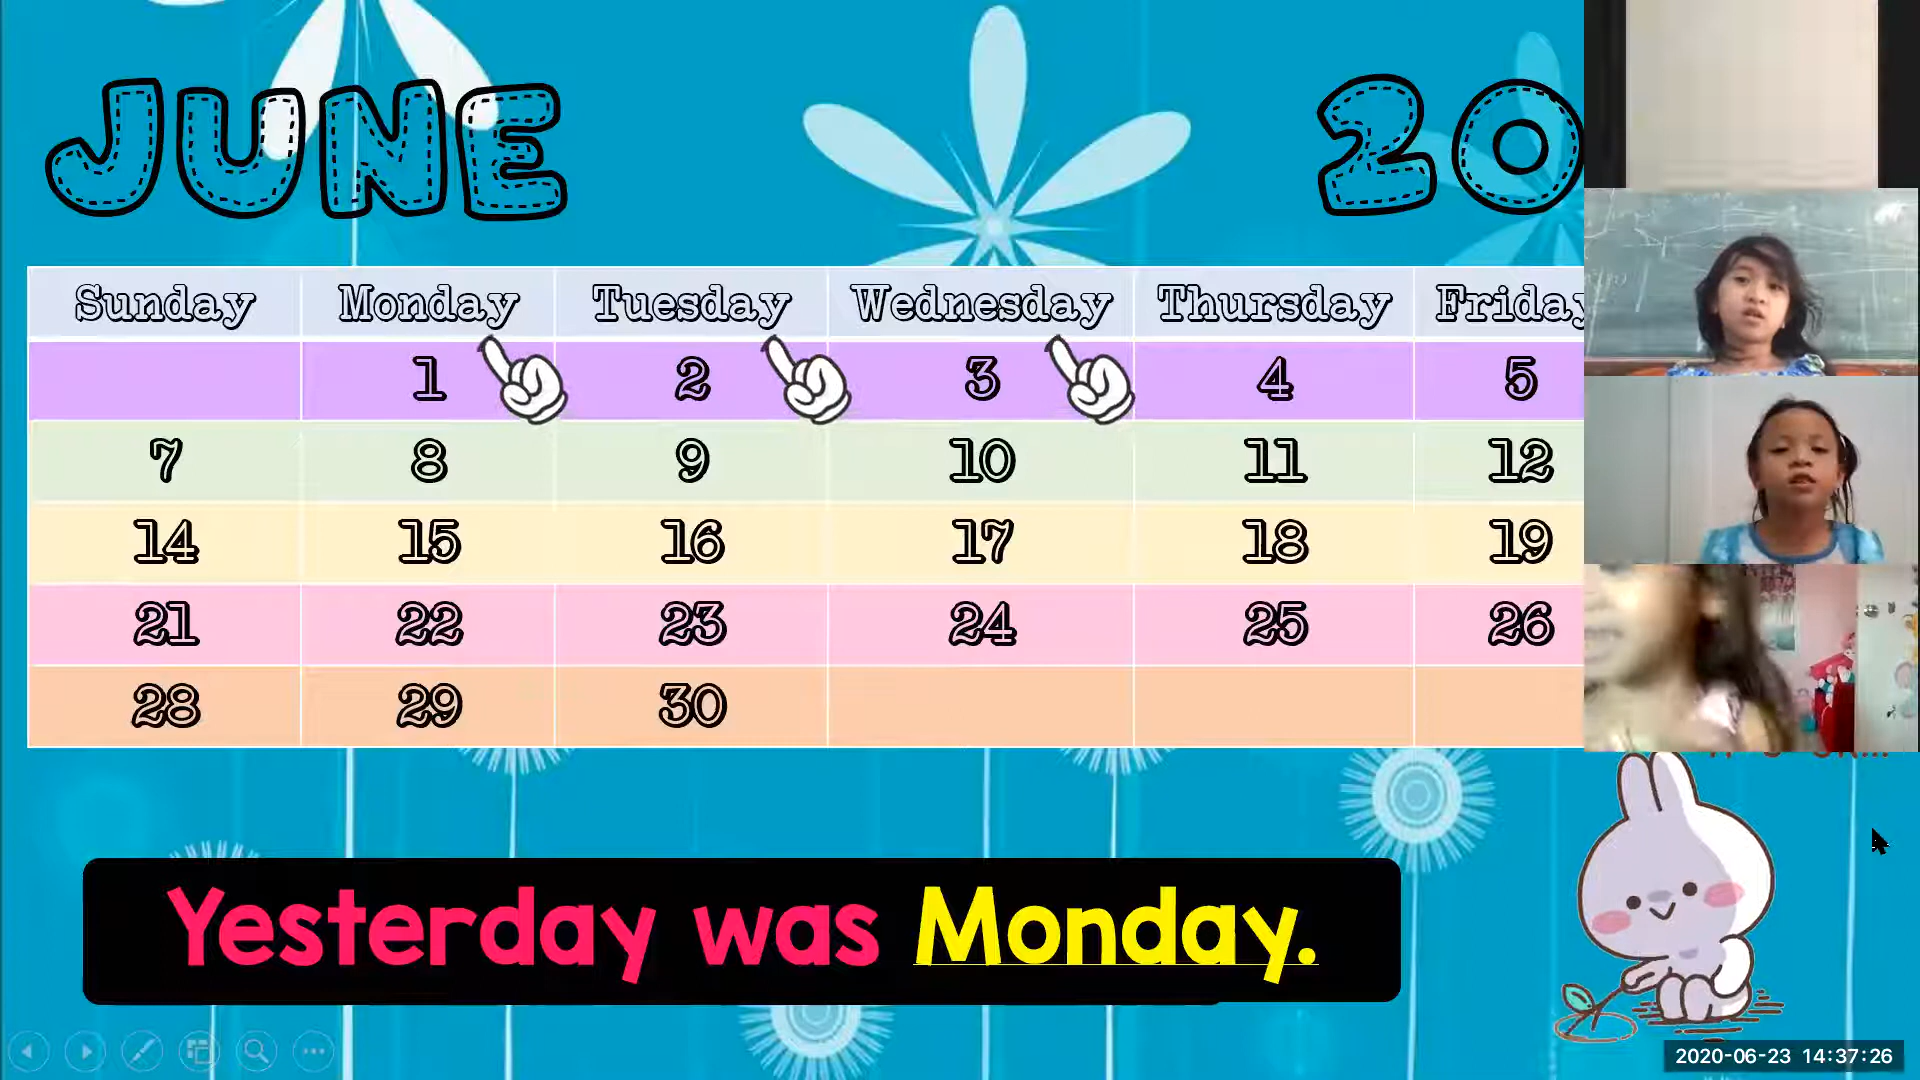 JUNE 20
Sunday Monday Tuesday Wednesday Thursday Friday
1 2 3 4 5
7 8 9 10 11 12
14 15 16 17 18 19
21 22 23 24 25 26
28 29 30
Yesterday was Monday.
2020-06-23 14:37:26